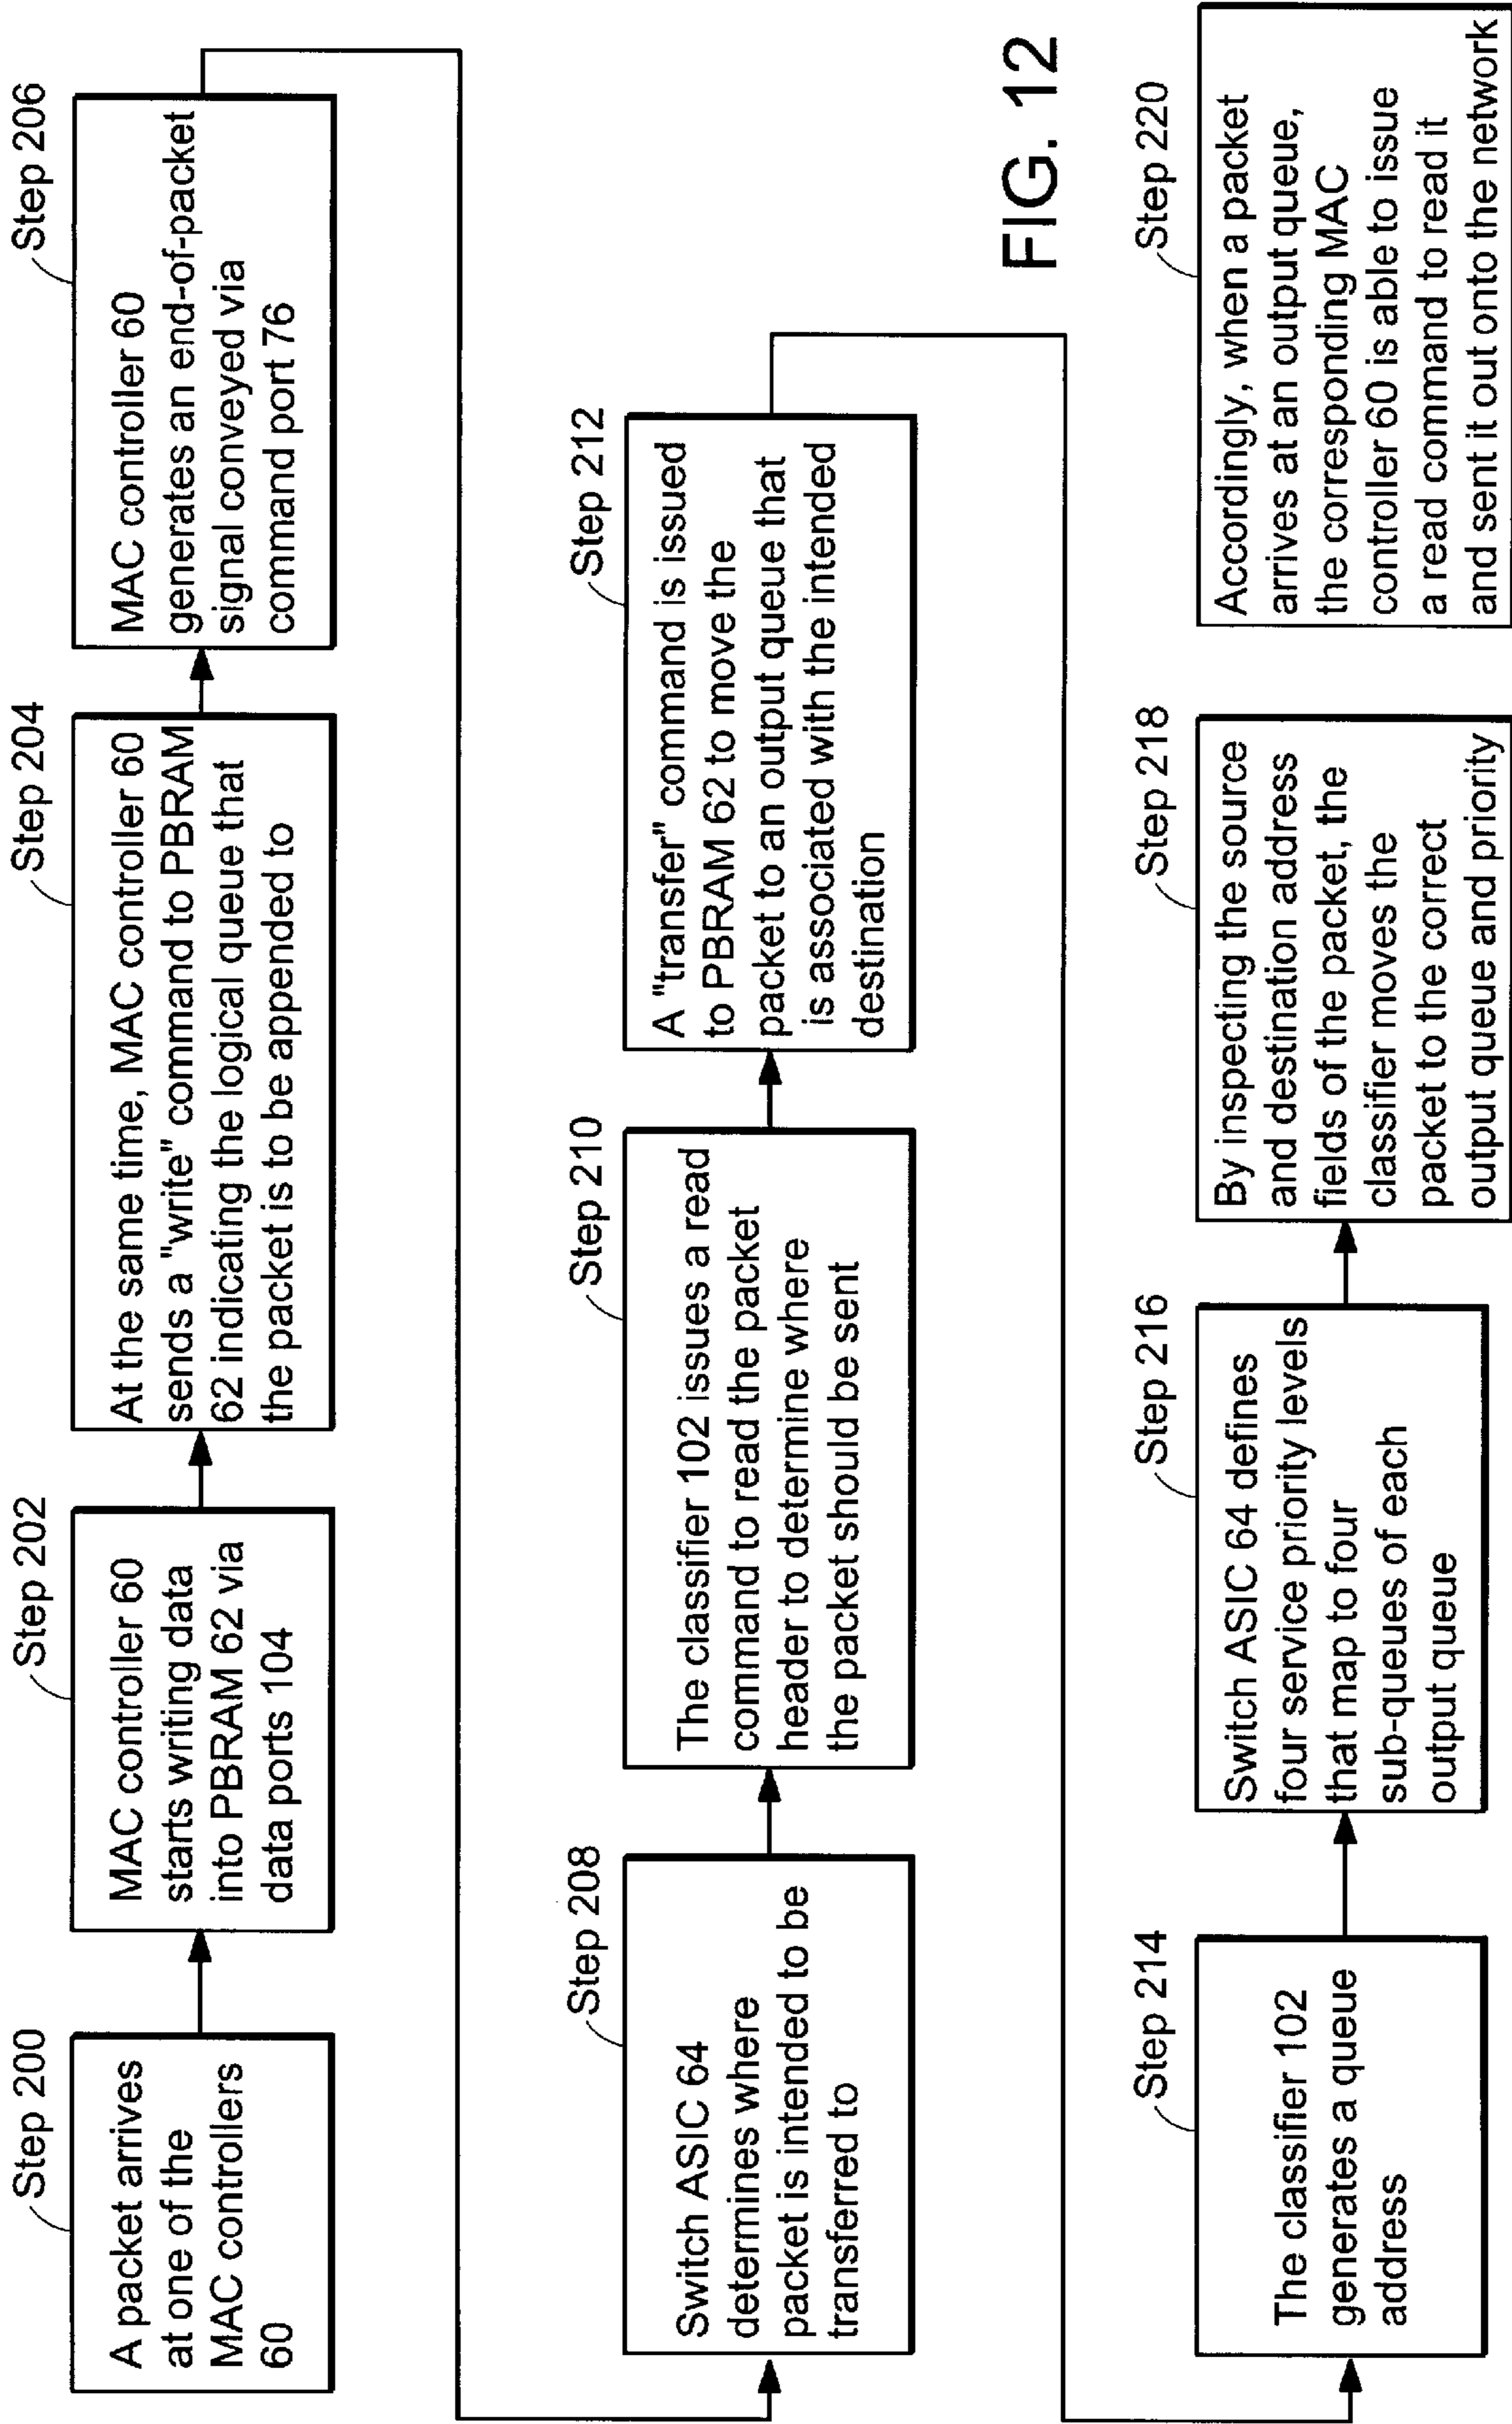 Step 200
A packet arrives
at one of the
MAC controllers
60
Step 202
MAC controller 60
starts writing data
into PBRAM 62 via
data ports 104
Step 204
At the same time, MAC controller 60
sends a "write" command to PBRAM
62 indicating the logical queue that
the packet is to be appended to
Step 206
MAC controller 60
generates an end-of-packet
signal conveyed via
command port 76
Step 208
Switch ASIC 64
determines where
packet is intended to be
transferred to
Step 210
The classifier 102 issues a read
command to read the packet
header to determine where
the packet should be sent
Step 212
A "transfer" command is issued
to PBRAM 62 to move the
packet to an output queue that
is associated with the intended
destination
Step 214
The classifier 102
generates a queue
address
Step 216
Switch ASIC 64 defines
four service priority levels
that map to four
sub-queues of each
output queue
Step 218
By inspecting the source
and destination address
fields of the packet, the
classifier moves the
packet to the correct
output queue and priority
Step 220
Accordingly, when a packet
arrives at an output queue,
the corresponding MAC
controller 60 is able to issue
a read command to read it
and sent it out onto the network
FIG. 12